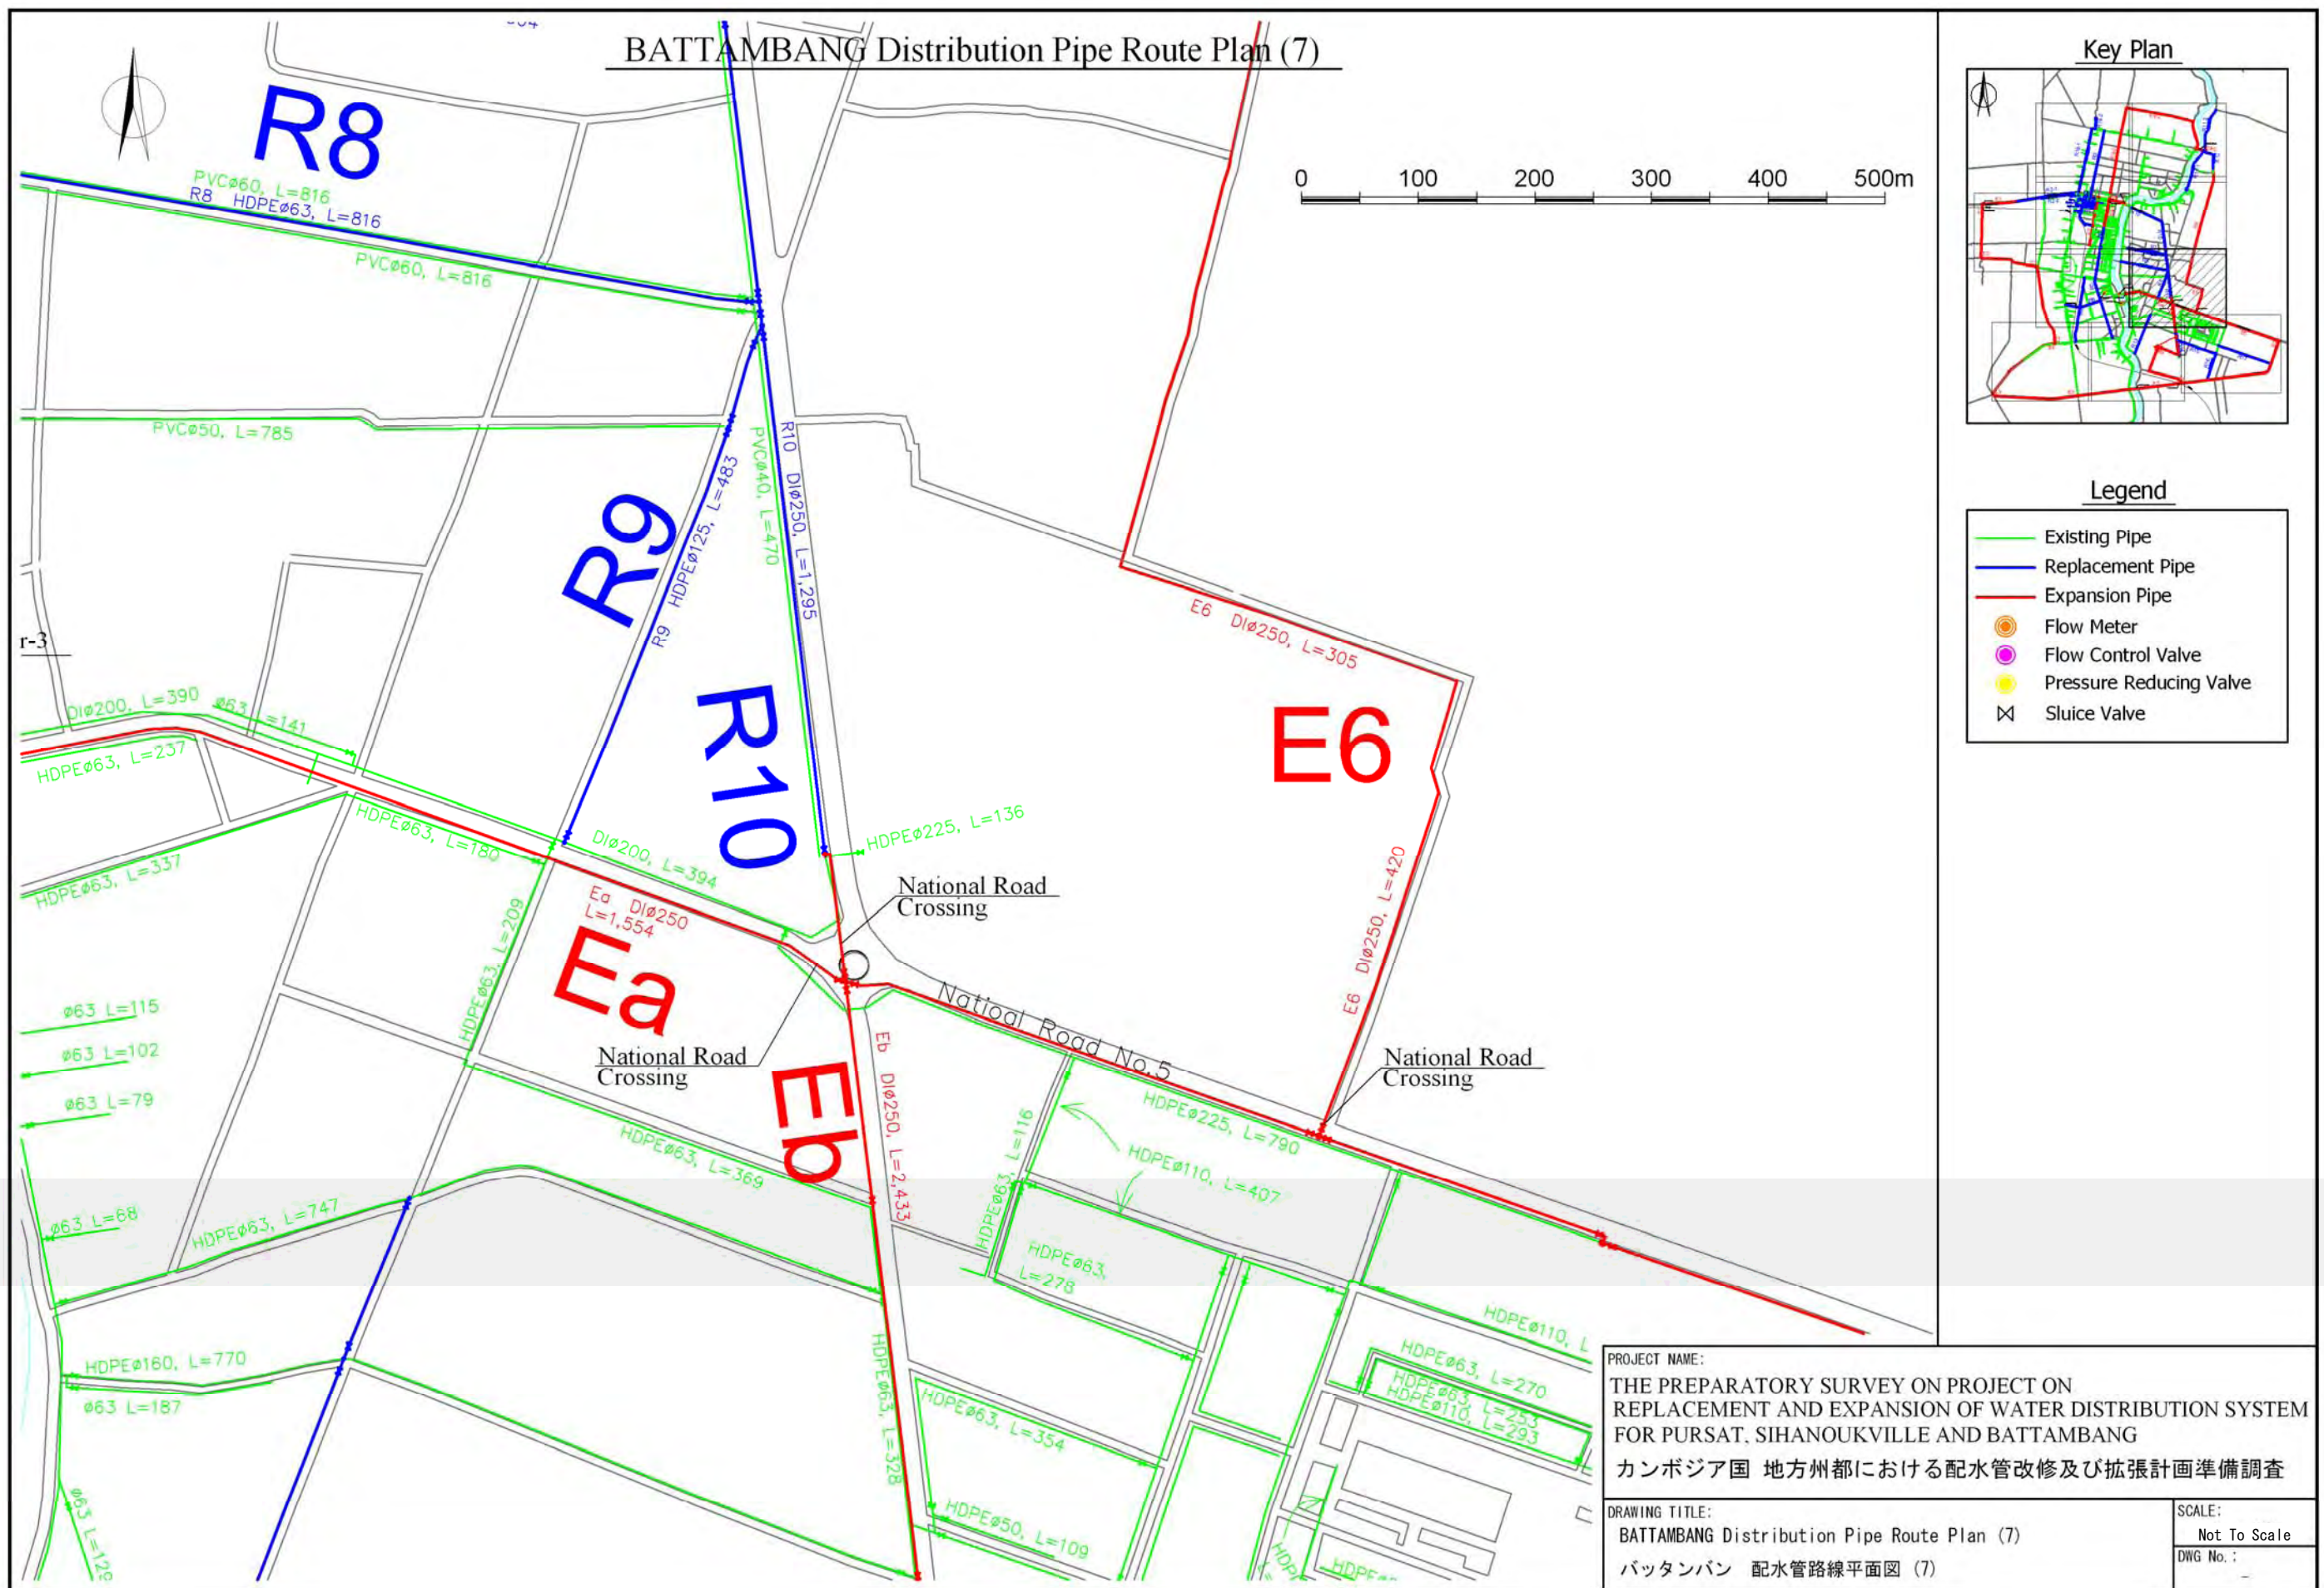 BATTAMBANG Distribution Pipe Route Plan (7)
R8
PVCø60, L=816
R8 HDPEø63, L=816
PVCø60, L=816
0 100 200 300 400 500m
PVCø50, L=785
R9
R9 HDPEø125, L=483
PVCø40, L=470
R10 DIø250, L=1,295
R10
r-3
E6 DIø250, L=305
E6
E6 DIø250, L=420
DIø200, L=390
ø63 L=141
HDPEø63, L=237
HDPEø63, L=180
HDPEø63, L=337
DIø200, L=394
HDPEø225, L=136
National Road
Crossing
Ea DIø250
L=1,554
Ea
HDPEø63, L=209
National Road
Crossing
Natioal Road No.5
National Road
Crossing
Eb
Eb DIø250, L=2,433
ø63 L=115
ø63 L=102
ø63 L=79
ø63 L=68
HDPEø63, L=747
HDPEø63, L=369
HDPEø63, L=116
HDPEø225, L=790
HDPEø110, L=407
HDPEø63,
L=278
HDPEø160, L=770
ø63 L=187
ø63 L=129
HDPEø63, L=328
HDPEø63, L=354
HDPEø50, L=109
HDPEø110, L
HDPEø63, L=270
HDPEø63, L=253
HDPEø110, L=293
Key Plan
Legend
Existing Pipe
Replacement Pipe
Expansion Pipe
Flow Meter
Flow Control Valve
Pressure Reducing Valve
Sluice Valve
PROJECT NAME:
THE PREPARATORY SURVEY ON PROJECT ON
REPLACEMENT AND EXPANSION OF WATER DISTRIBUTION SYSTEM
FOR PURSAT, SIHANOUKVILLE AND BATTAMBANG
カンボジア国 地方州都における配水管改修及び拡張計画準備調査
DRAWING TITLE:
BATTAMBANG Distribution Pipe Route Plan (7)
バッタンバン 配水管路線平面図 (7)
SCALE:
Not To Scale
DWG No.:
–